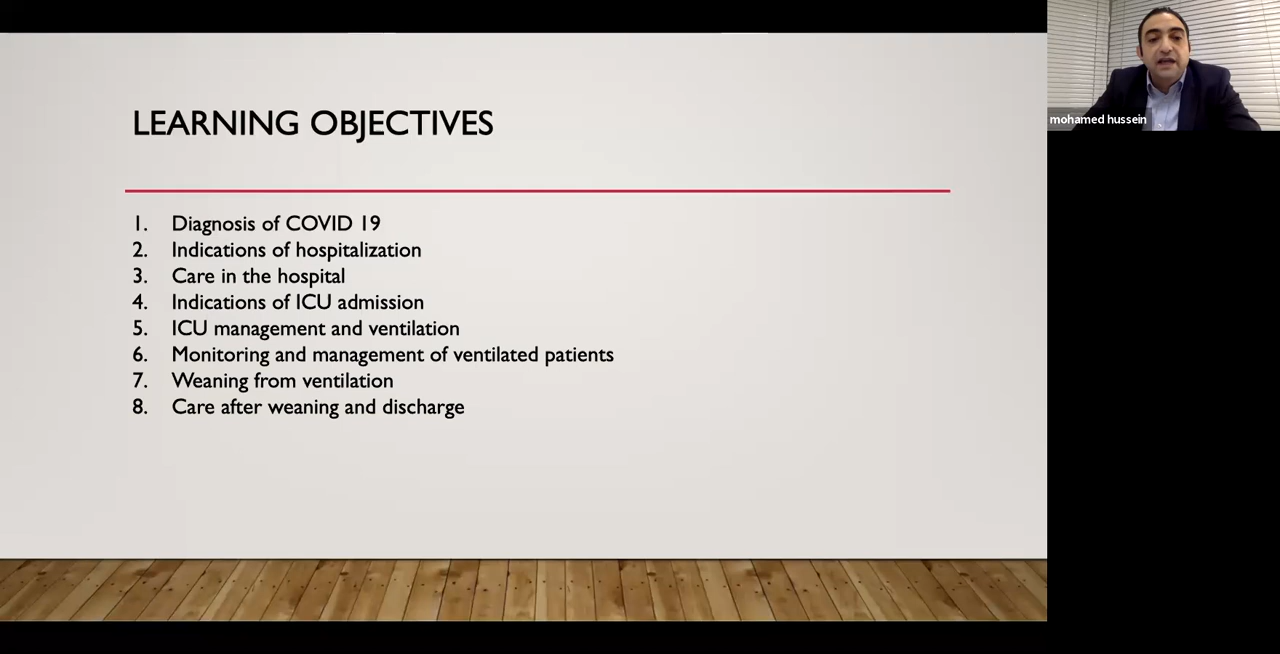 LEARNING OBJECTIVES
1. Diagnosis of COVID 19
2. Indications of hospitalization
3. Care in the hospital
4. Indications of ICU admission
5. ICU management and ventilation
6. Monitoring and management of ventilated patients
7. Weaning from ventilation
8. Care after weaning and discharge
mohamed hussein